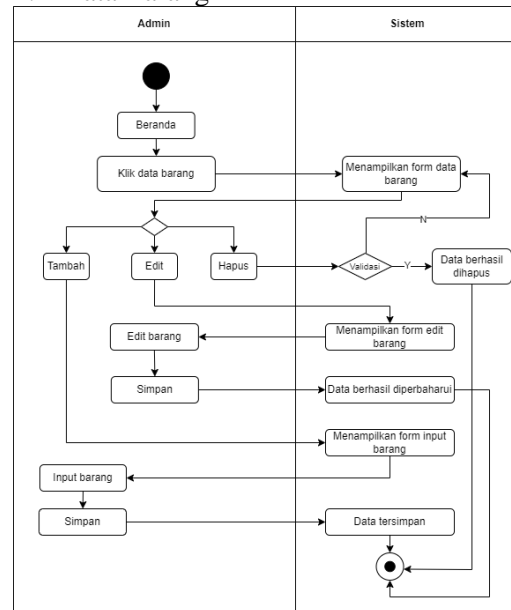 Admin
Sistem
Beranda
Klik data barang
Menampilkan form data
barang
N
Tambah
Edit
Hapus
Validasi
Y
Data berhasil
dihapus
Edit barang
Menampilkan form edit
barang
Simpan
Data berhasil diperbaharui
Menampilkan form input
barang
Input barang
Simpan
Data tersimpan